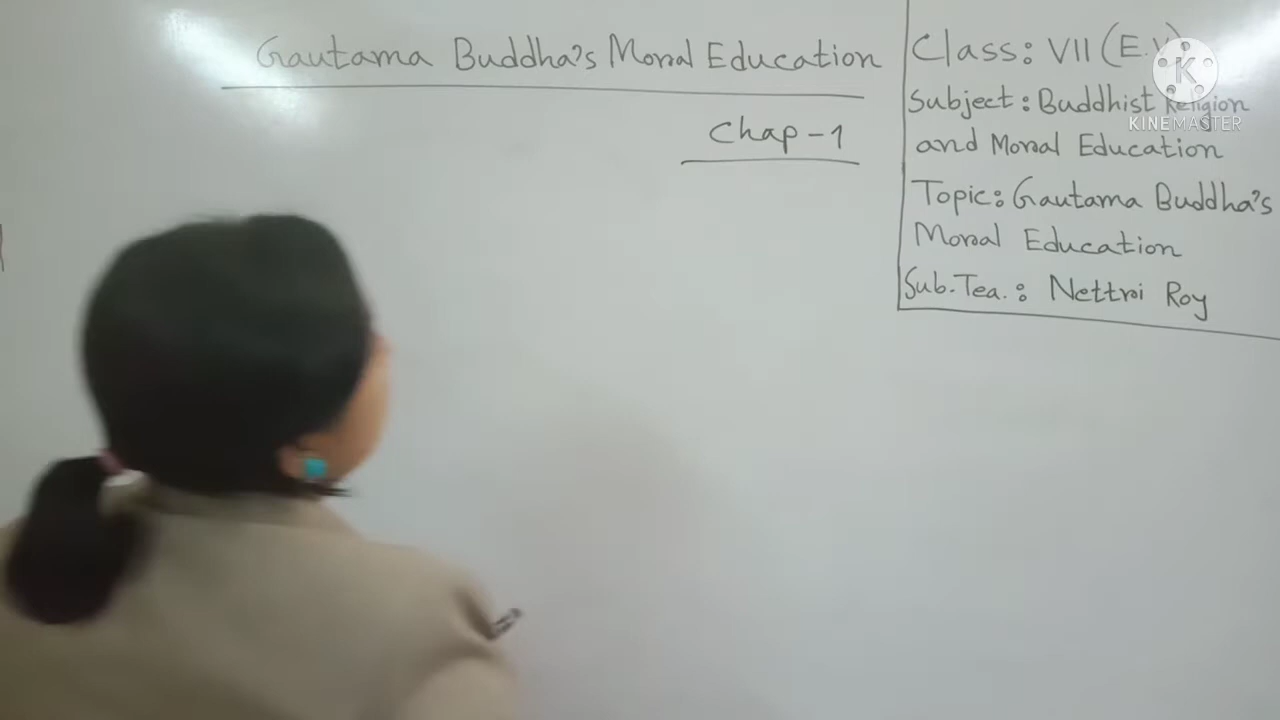 Gautama Buddha's Moral Education
Chap-1
Class: VII (E.V)
Subject: Buddhist Religion
and Moral Education
Topic: Gautama Buddha's
Moral Education
Sub.Tea.: Nettri Roy
K
KINEMASTER